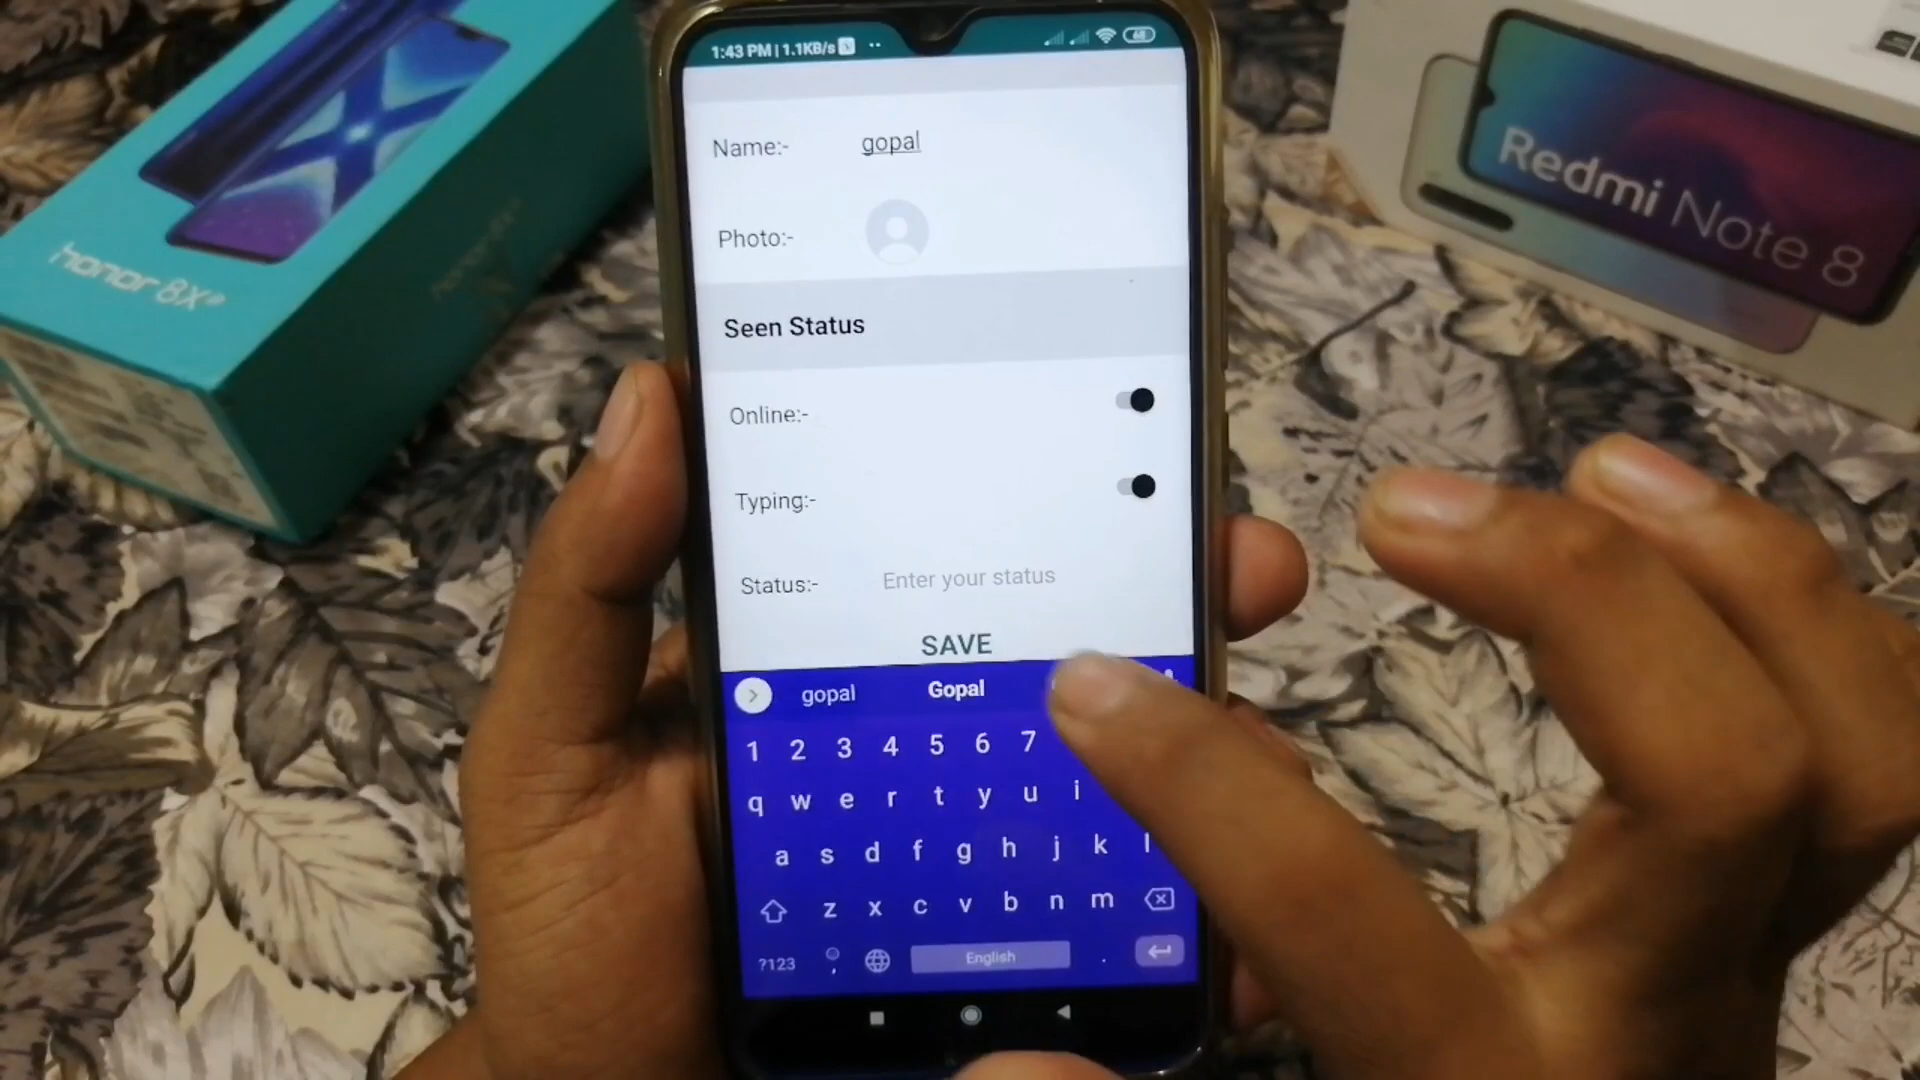 1:43 PM | 1.1KB/s
68
Name:- gopal
Photo:-
Seen Status
Online:-
Typing:-
Status:- Enter your status
SAVE
gopal Gopal
1 2 3 4 5 6 7
q w e r t y u i
a s d f g h j k l
z x c v b n m
?123 , English .
honor 8X
Redmi Note 8